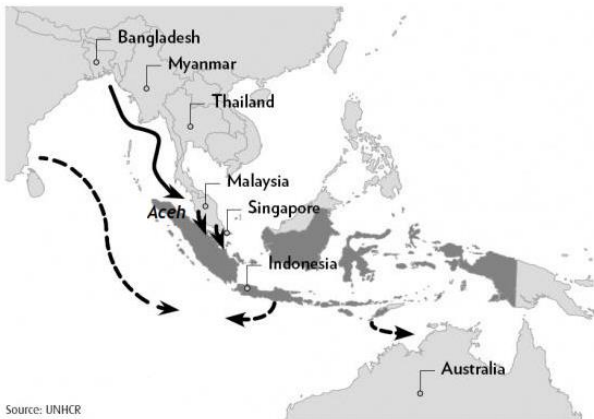 Bangladesh
Myanmar
Thailand
Malaysia
Aceh
Singapore
Indonesia
Australia
Source: UNHCR